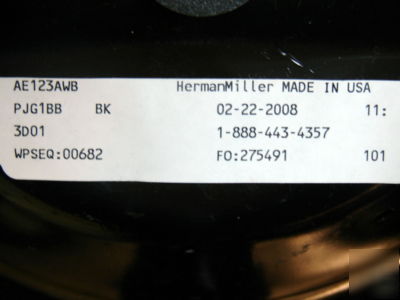 AE123AWB HermanMiller MADE IN USA
PJG1BB BK 02-22-2008 11:
3D01 1-888-443-4357
WPSEQ:00682 FO:275491 101